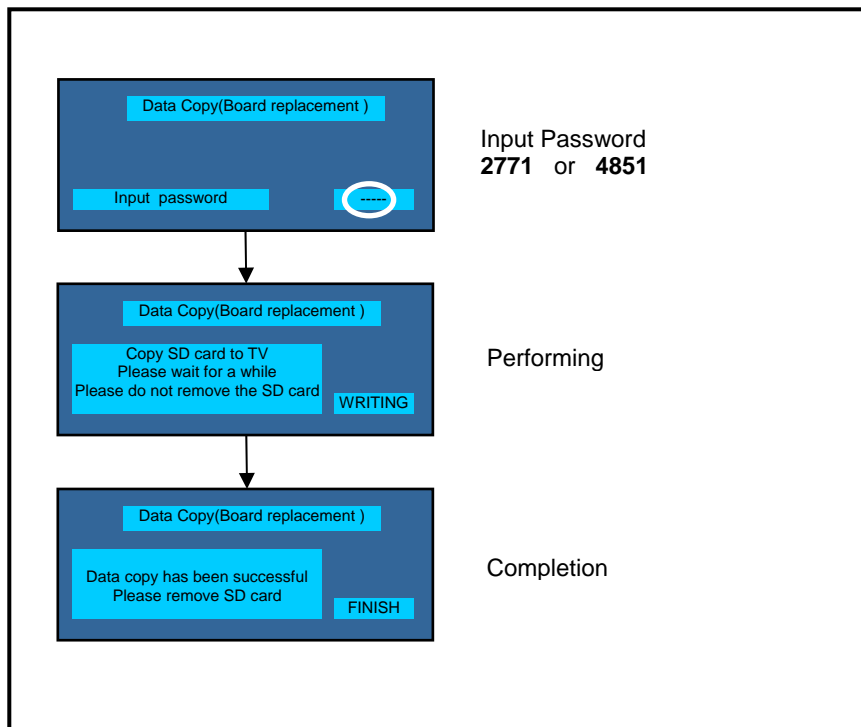 Data Copy(Board replacement )
Input password
-----
Input Password
2771 or 4851
Data Copy(Board replacement )
Copy SD card to TV
Please wait for a while
Please do not remove the SD card
WRITING
Performing
Data Copy(Board replacement )
Data copy has been successful
Please remove SD card
FINISH
Completion